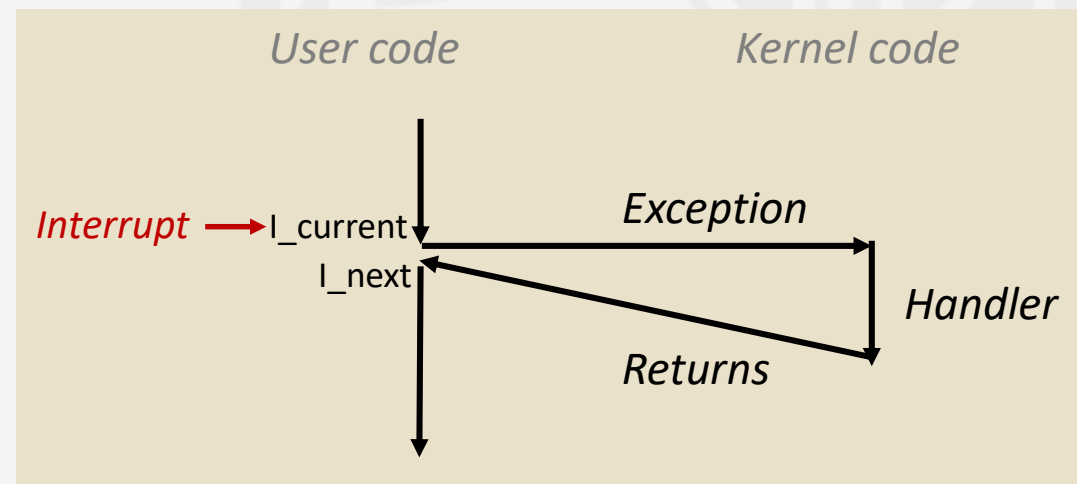 User code
Kernel code
Interrupt
I_current
Exception
I_next
Handler
Returns